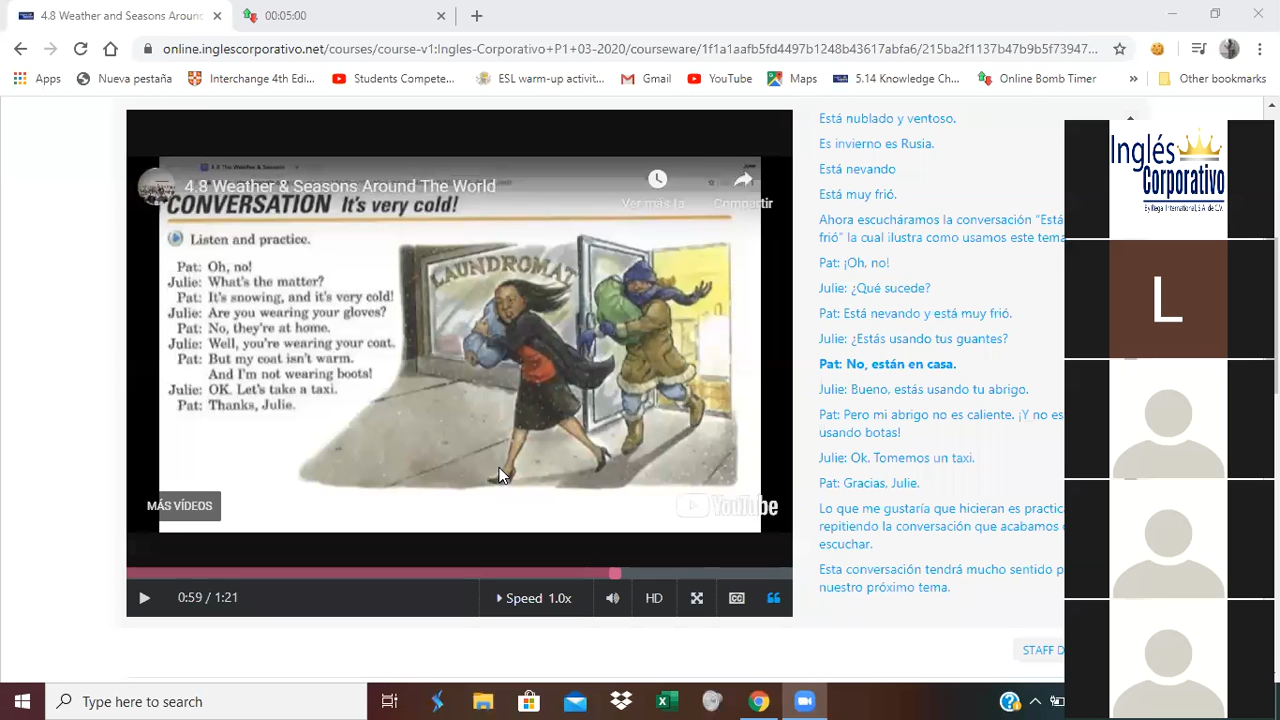 4.8 Weather and Seasons Around
00:05:00
online.inglescorporativo.net/courses/course-v1:Ingles-Corporativo+P1+03-2020/courseware/1f1a1aafb5fd4497b1248b43617abfa6/215ba2f1137b47b9b5f73947...
Apps
Nueva pestaña
Interchange 4th Edi...
Students Compete...
ESL warm-up activit...
Gmail
YouTube
Maps
5.14 Knowledge Ch...
Online Bomb Timer
»
Other bookmarks
4.8 Weather & Seasons Around The World
Ver más ta
Compartir
CONVERSATION It's very cold!
Listen and practice.
Pat: Oh, no!
Julie: What's the matter?
Pat: It's snowing, and it's very cold!
Julie: Are you wearing your gloves?
Pat: No, they're at home.
Julie: Well, you're wearing your coat.
Pat: But my coat isn't warm.
And I'm not wearing boots!
Julie: OK. Let's take a taxi.
Pat: Thanks, Julie.
LAUNDROMAT
MÁS VÍDEOS
YouTube
0:59 / 1:21
Speed 1.0x
HD
Está nublado y ventoso.
Es invierno es Rusia.
Está nevando
Está muy frió.
Ahora escucháramos la conversación “Está
frió” la cual ilustra como usamos este tema
Pat: ¡Oh, no!
Julie: ¿Qué sucede?
Pat: Está nevando y está muy frió.
Julie: ¿Estás usando tus guantes?
Pat: No, están en casa.
Julie: Bueno, estás usando tu abrigo.
Pat: Pero mi abrigo no es caliente. ¡Y no es
usando botas!
Julie: Ok. Tomemos un taxi.
Pat: Gracias, Julie.
Lo que me gustaría que hicieran es practica
repitiendo la conversación que acabamos
escuchar.
Esta conversación tendrá mucho sentido p
nuestro próximo tema.
STAFF D
Inglés
Corporativo
By Ilega International, S.A. de C.V.
L
Type here to search